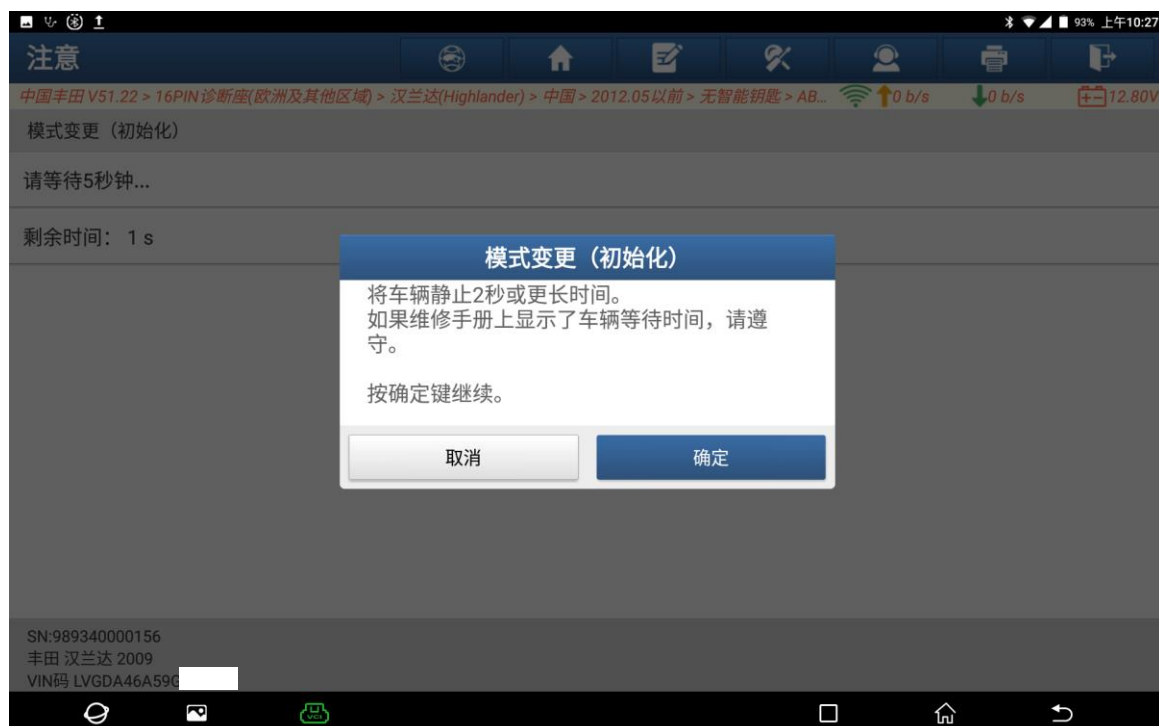 93% 上午10:27
注意
中国丰田 V51.22 > 16PIN诊断座(欧洲及其他区域) > 汉兰达(Highlander) > 中国 > 2012.05以前 > 无智能钥匙 > AB... 0 b/s 0 b/s 12.80V
模式变更（初始化）
请等待5秒钟...
剩余时间： 1 s
模式变更（初始化）
将车辆静止2秒或更长时间。
如果维修手册上显示了车辆等待时间，请遵
守。
按确定键继续。
取消 确定
SN:989340000156
丰田 汉兰达 2009
VIN码 LVGDA46A59G
VCI